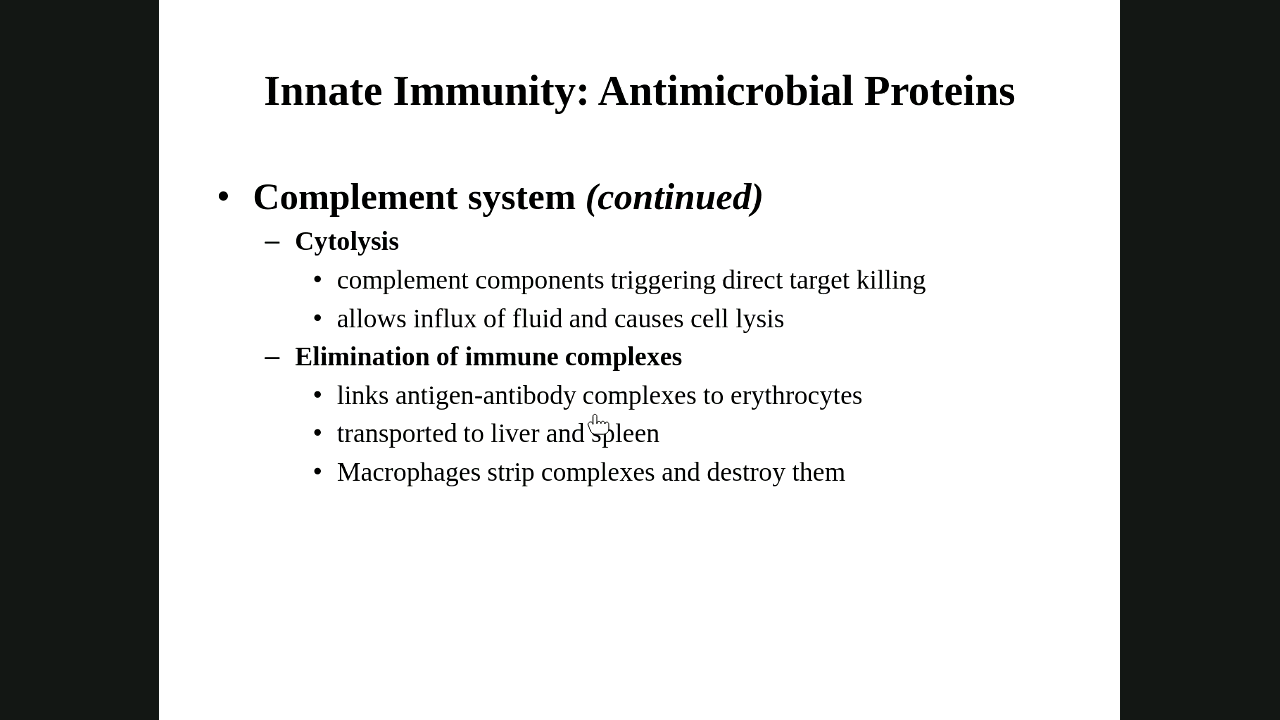 Innate Immunity: Antimicrobial Proteins
• Complement system (continued)
– Cytolysis
• complement components triggering direct target killing
• allows influx of fluid and causes cell lysis
– Elimination of immune complexes
• links antigen-antibody complexes to erythrocytes
• transported to liver and spleen
• Macrophages strip complexes and destroy them